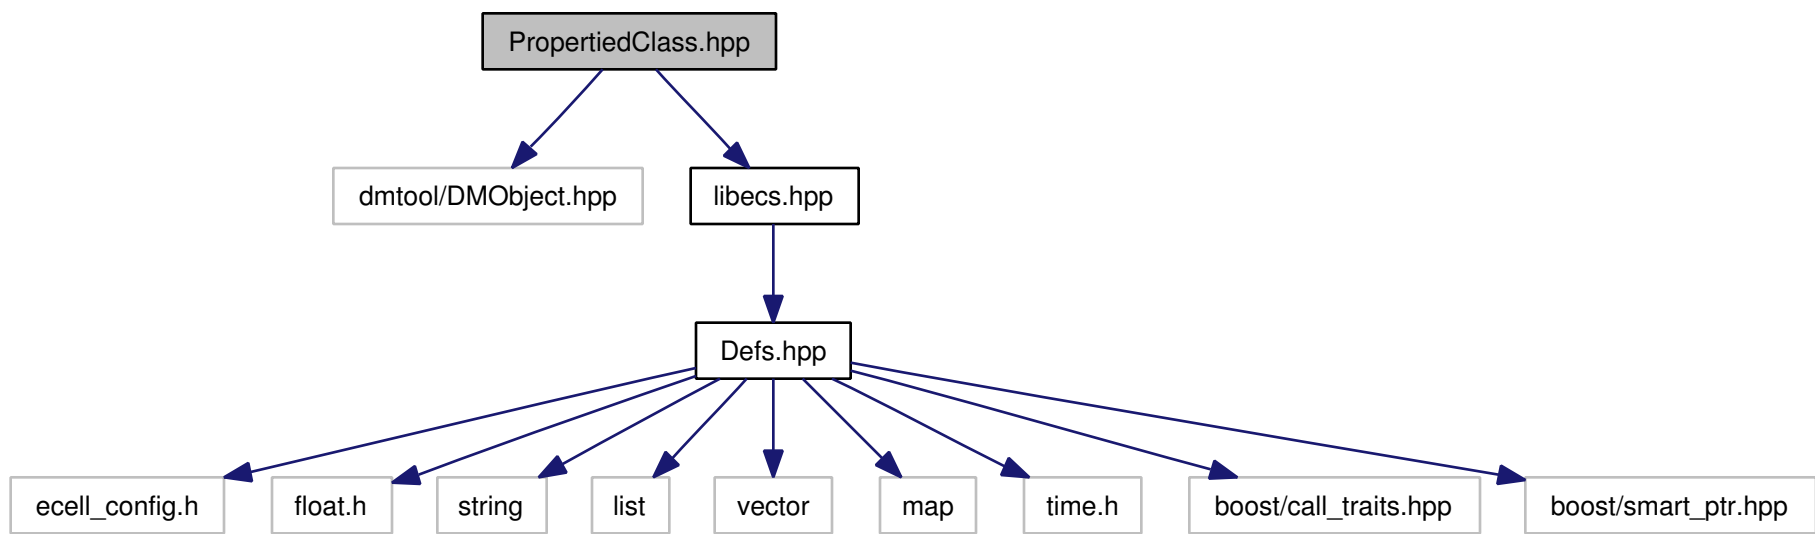 PropertiedClass.hpp
dmtool/DMObject.hpp
libecs.hpp
Defs.hpp
ecell_config.h
float.h
string
list
vector
map
time.h
boost/call_traits.hpp
boost/smart_ptr.hpp